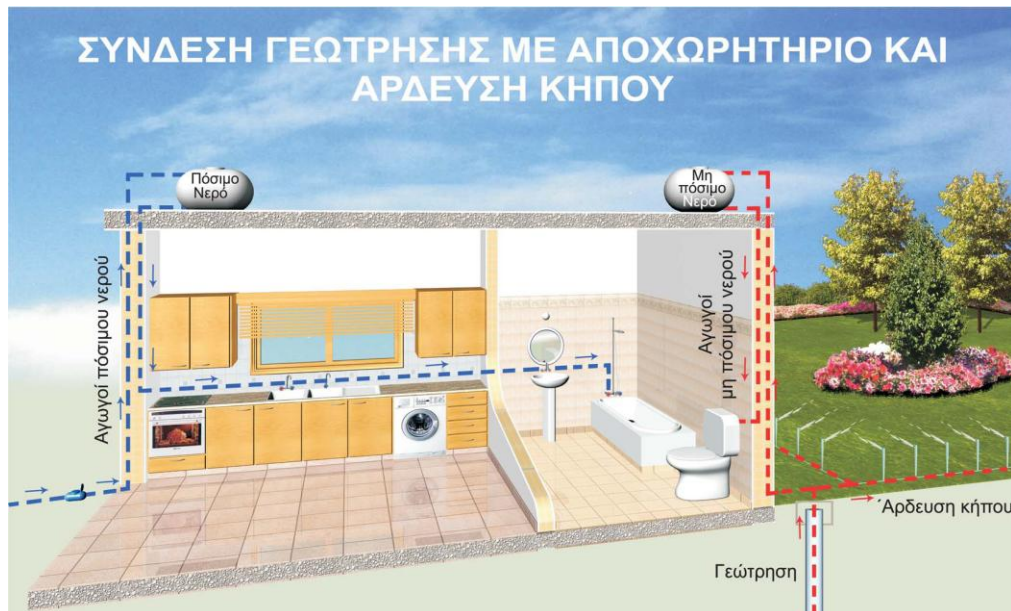 ΣΥΝΔΕΣΗ ΓΕΩΤΡΗΣΗΣ ΜΕ ΑΠΟΧΩΡΗΤΗΡΙΟ ΚΑΙ
ΑΡΔΕΥΣΗ ΚΗΠΟΥ
Πόσιμο
Νερό
Μη
πόσιμο
Νερό
Αγωγοί πόσιμου νερού
Αγωγοί
μη πόσιμου νερού
Άρδευση κήπου
Γεώτρηση